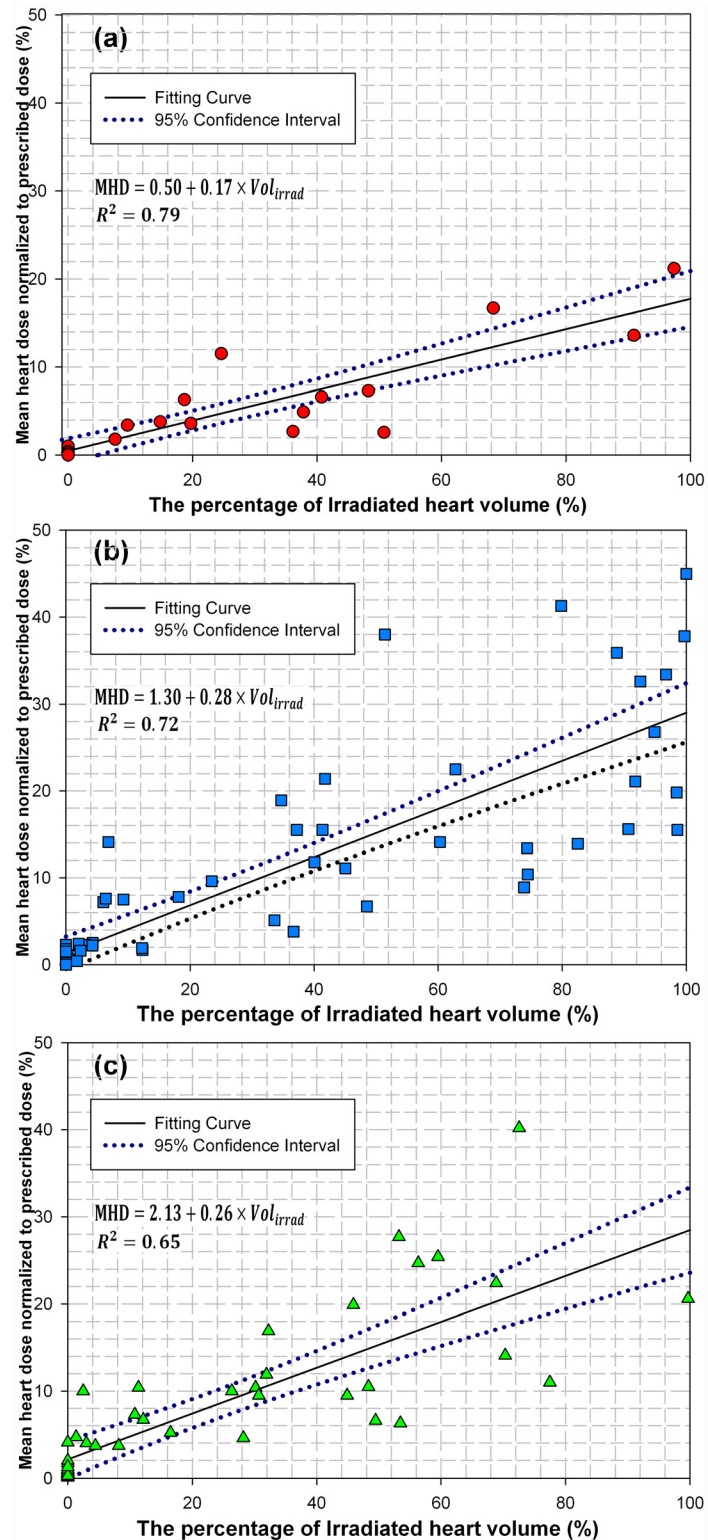 (a)
Mean heart dose normalized to prescribed dose (%)
50
40
30
20
10
0
Fitting Curve
95% Confidence Interval
MHD = 0.50 + 0.17 × Vol_irrad
R² = 0.79
0 20 40 60 80 100
The percentage of Irradiated heart volume (%)
(b)
Mean heart dose normalized to prescribed dose (%)
50
40
30
20
10
0
Fitting Curve
95% Confidence Interval
MHD = 1.30 + 0.28 × Vol_irrad
R² = 0.72
0 20 40 60 80 100
The percentage of Irradiated heart volume (%)
(c)
Mean heart dose normalized to prescribed dose (%)
50
40
30
20
10
0
Fitting Curve
95% Confidence Interval
MHD = 2.13 + 0.26 × Vol_irrad
R² = 0.65
0 20 40 60 80 100
The percentage of Irradiated heart volume (%)